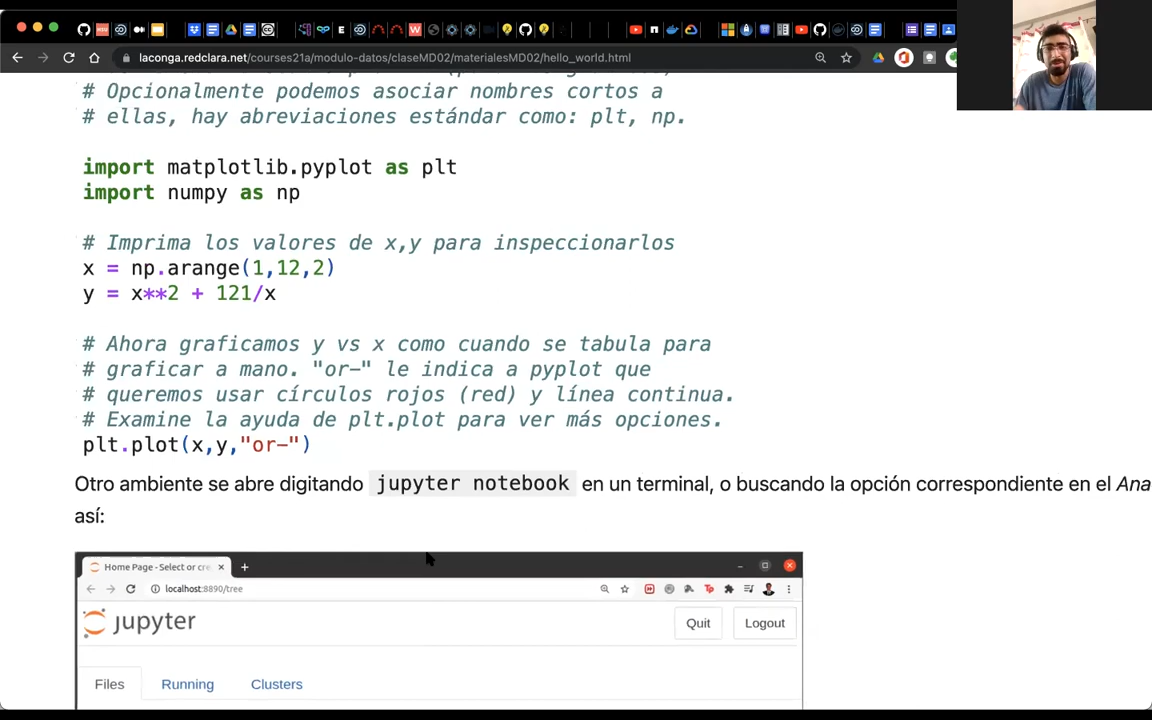 laconga.redclara.net/courses21a/modulo-datos/claseMD02/materialesMD02/hello_world.html
# Opcionalmente podemos asociar nombres cortos a
# ellas, hay abreviaciones estándar como: plt, np.
import matplotlib.pyplot as plt
import numpy as np
# Imprima los valores de x,y para inspeccionarlos
x = np.arange(1,12,2)
y = x**2 + 121/x
# Ahora graficamos y vs x como cuando se tabula para
# graficar a mano. "or-" le indica a pyplot que
# queremos usar círculos rojos (red) y línea continua.
# Examine la ayuda de plt.plot para ver más opciones.
plt.plot(x,y,"or-")
Otro ambiente se abre digitando jupyter notebook en un terminal, o buscando la opción correspondiente en el Ana
así:
Home Page - Select or cre
localhost:8890/tree
jupyter
Quit
Logout
Files
Running
Clusters